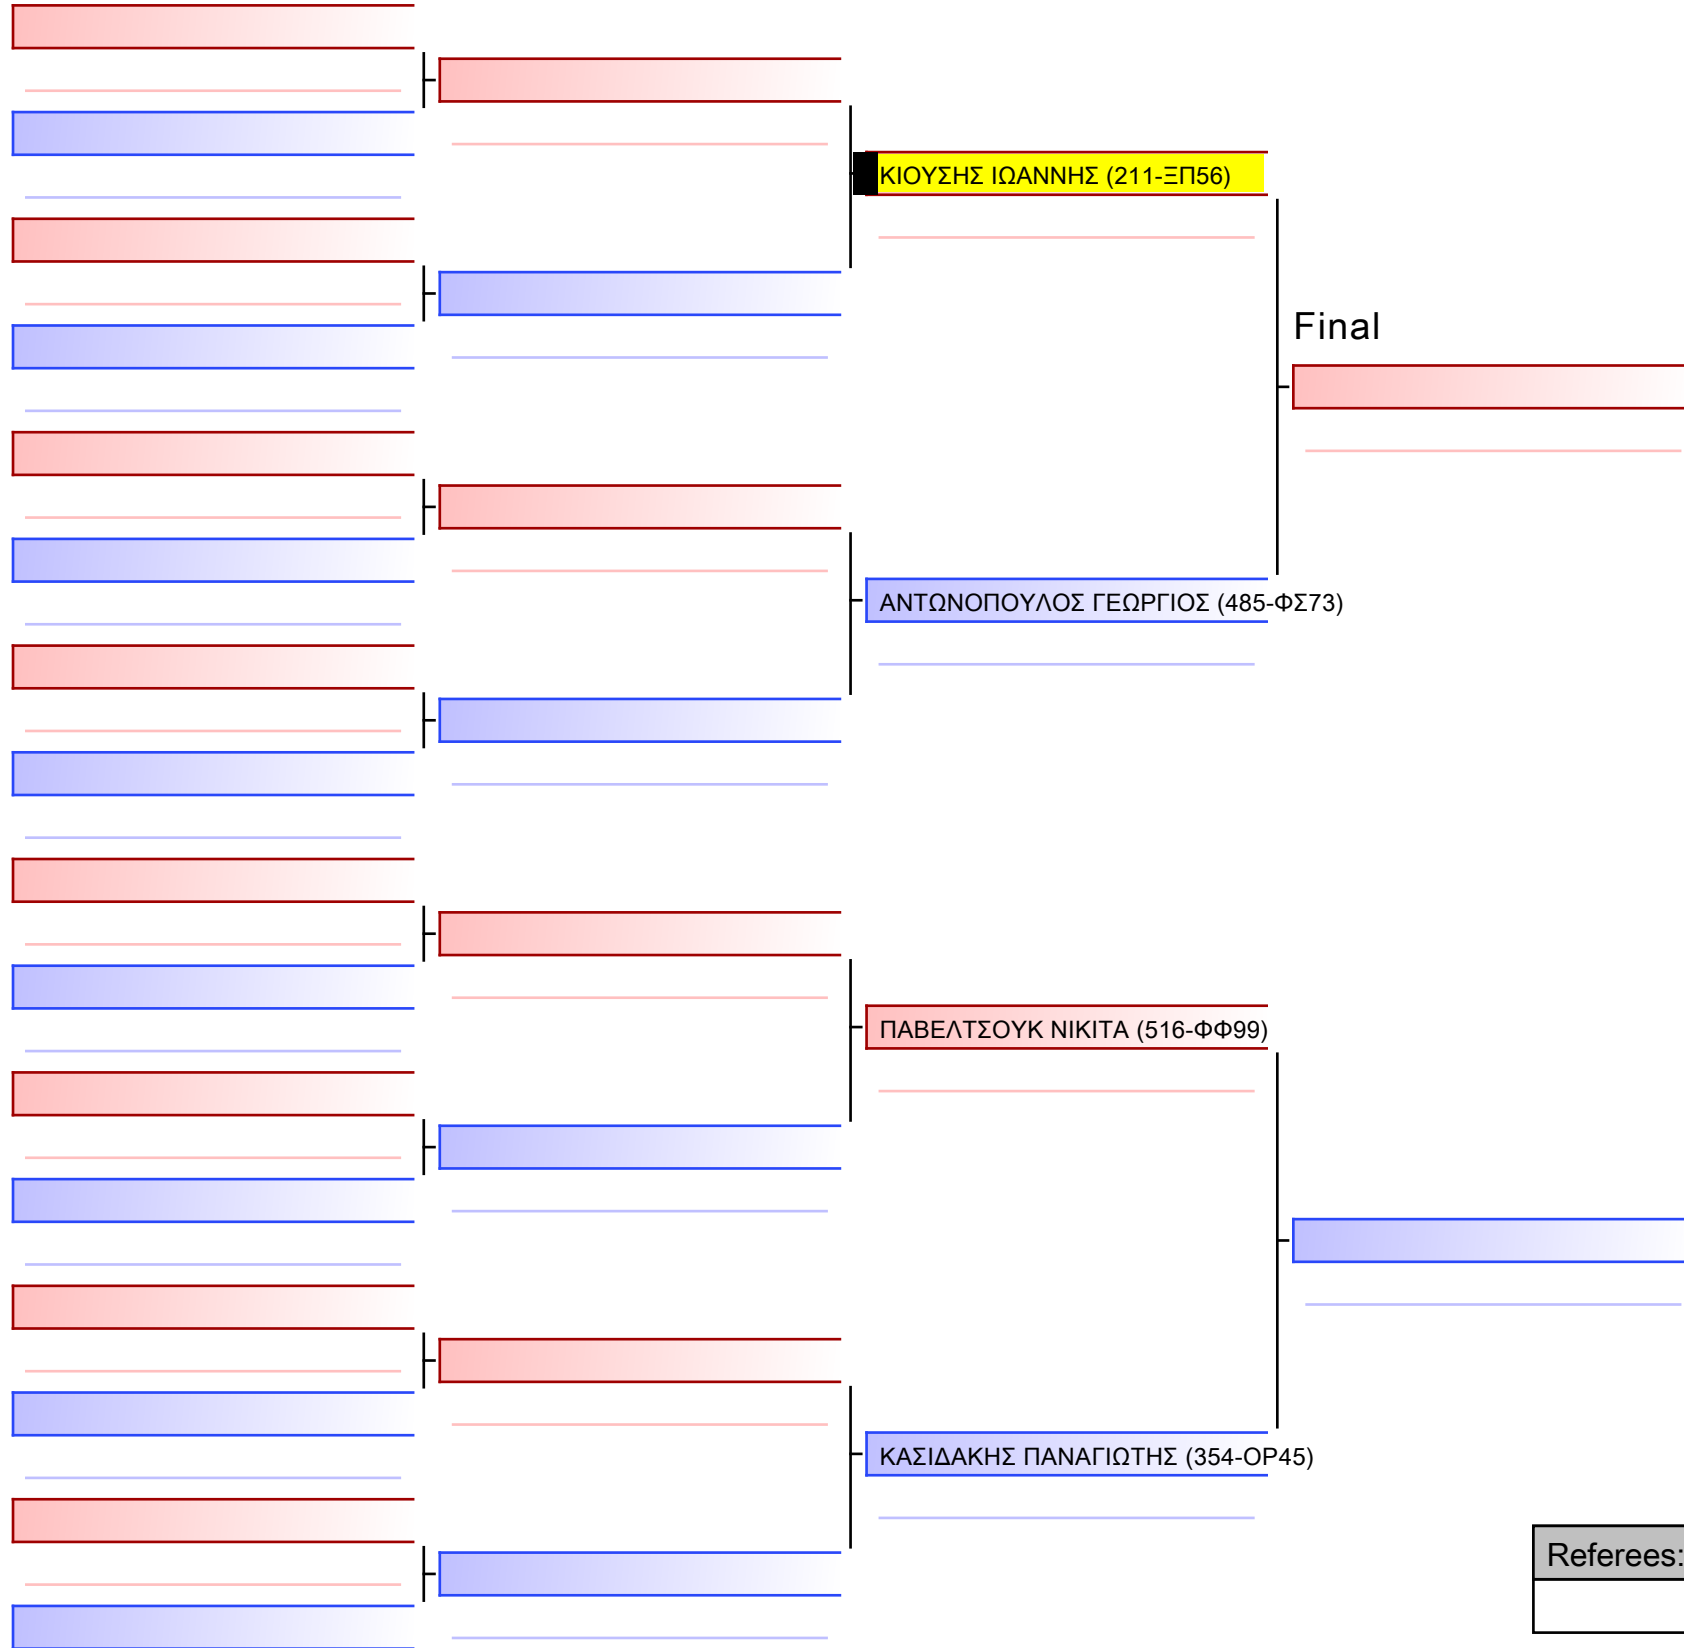 ΚΙΟΥΣΗΣ ΙΩΑΝΝΗΣ (211-ΞΠ56)
Final
ΑΝΤΩΝΟΠΟΥΛΟΣ ΓΕΩΡΓΙΟΣ (485-ΦΣ73)
ΠΑΒΕΛΤΣΟΥΚ ΝΙΚΙΤΑ (516-ΦΦ99)
ΚΑΣΙΔΑΚΗΣ ΠΑΝΑΓΙΩΤΗΣ (354-ΟΡ45)
Referees: